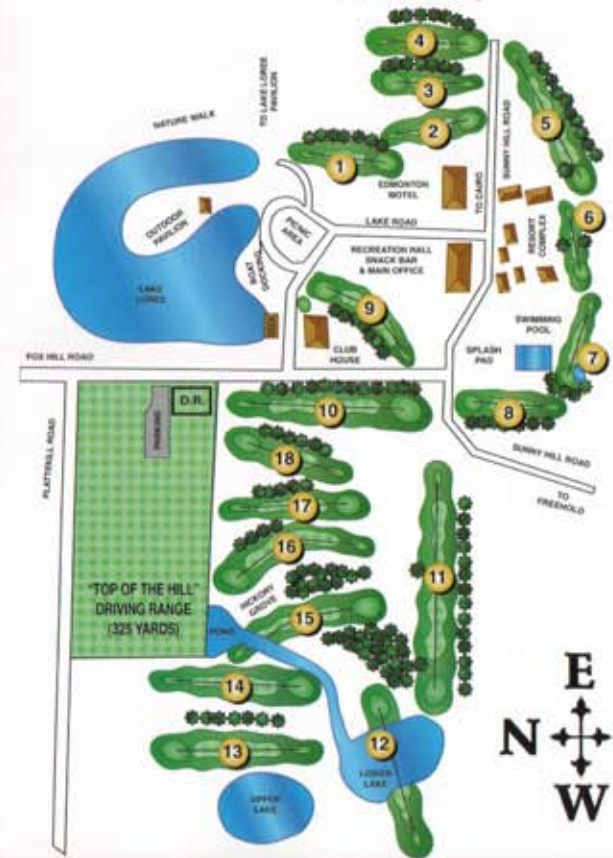 4
3
2
1
5
6
7
8
9
TO LAKE LOREE
PAVILION
NATURE WALK
EDMONTON
MOTEL
TO CAIRO
SUNNY HILL ROAD
LAKE ROAD
PICNIC
AREA
OUTDOOR
PAVILION
BOAT
DOCKING
LAKE
LOREE
RECREATION HALL
SNACK BAR
& MAIN OFFICE
RESORT
COMPLEX
SWIMMING
POOL
SPLASH
PAD
CLUB
HOUSE
FOX HILL ROAD
D.R.
PARKING
PLATTEKILL ROAD
10
18
17
16
15
14
13
11
12
SUNNY HILL ROAD
TO
FREEHOLD
"TOP OF THE HILL"
DRIVING RANGE
(325 YARDS)
HICKORY
GROVE
POND
LOWER
LAKE
UPPER
LAKE
E
N
W